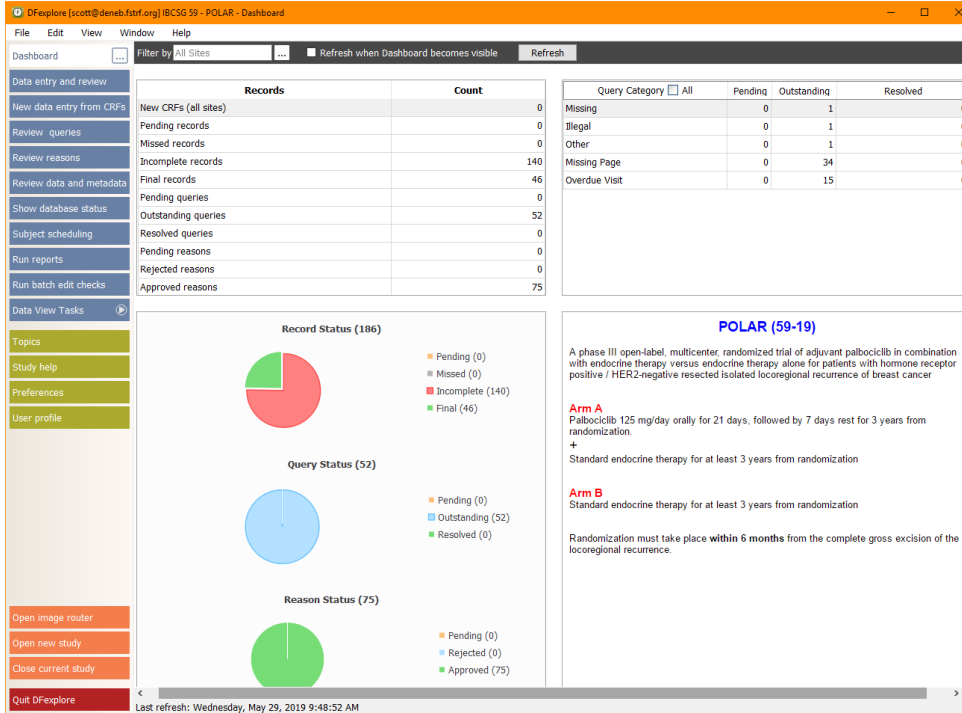 DFexplore [scott@deneb.fstrf.org] IBCSG 59 - POLAR - Dashboard
File Edit View Window Help
Dashboard ...
Filter by All Sites ... Refresh when Dashboard becomes visible Refresh
Data entry and review
New data entry from CRFs
Review queries
Review reasons
Review data and metadata
Show database status
Subject scheduling
Run reports
Run batch edit checks
Data View Tasks
Topics
Study help
Preferences
User profile
Open image router
Open new study
Close current study
Quit DFexplore
Records Count
New CRFs (all sites) 0
Pending records 0
Missed records 0
Incomplete records 140
Final records 46
Pending queries 0
Outstanding queries 52
Resolved queries 0
Pending reasons 0
Rejected reasons 0
Approved reasons 75
Query Category All Pending Outstanding Resolved
Missing 0 1
Illegal 0 1
Other 0 1
Missing Page 0 34
Overdue Visit 0 15
Record Status (186)
Pending (0)
Missed (0)
Incomplete (140)
Final (46)
Query Status (52)
Pending (0)
Outstanding (52)
Resolved (0)
Reason Status (75)
Pending (0)
Rejected (0)
Approved (75)
POLAR (59-19)
A phase III open-label, multicenter, randomized trial of adjuvant palbociclib in combination
with endocrine therapy versus endocrine therapy alone for patients with hormone receptor
positive / HER2-negative resected isolated locoregional recurrence of breast cancer
Arm A
Palbociclib 125 mg/day orally for 21 days, followed by 7 days rest for 3 years from
randomization.
+
Standard endocrine therapy for at least 3 years from randomization
Arm B
Standard endocrine therapy for at least 3 years from randomization
Randomization must take place within 6 months from the complete gross excision of the
locoregional recurrence.
Last refresh: Wednesday, May 29, 2019 9:48:52 AM